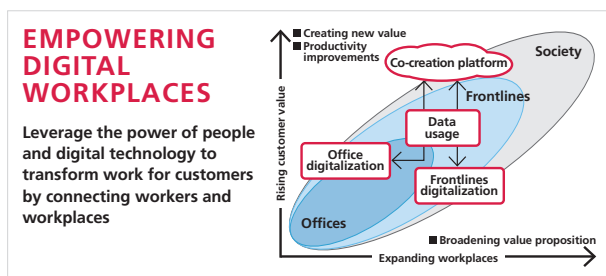 EMPOWERING
DIGITAL
WORKPLACES
Leverage the power of people
and digital technology to
transform work for customers
by connecting workers and
workplaces
■ Creating new value
■ Productivity
improvements
Rising customer value
Society
Co-creation platform
Frontlines
Data
usage
Office
digitalization
Frontlines
digitalization
Offices
■ Broadening value proposition
Expanding workplaces